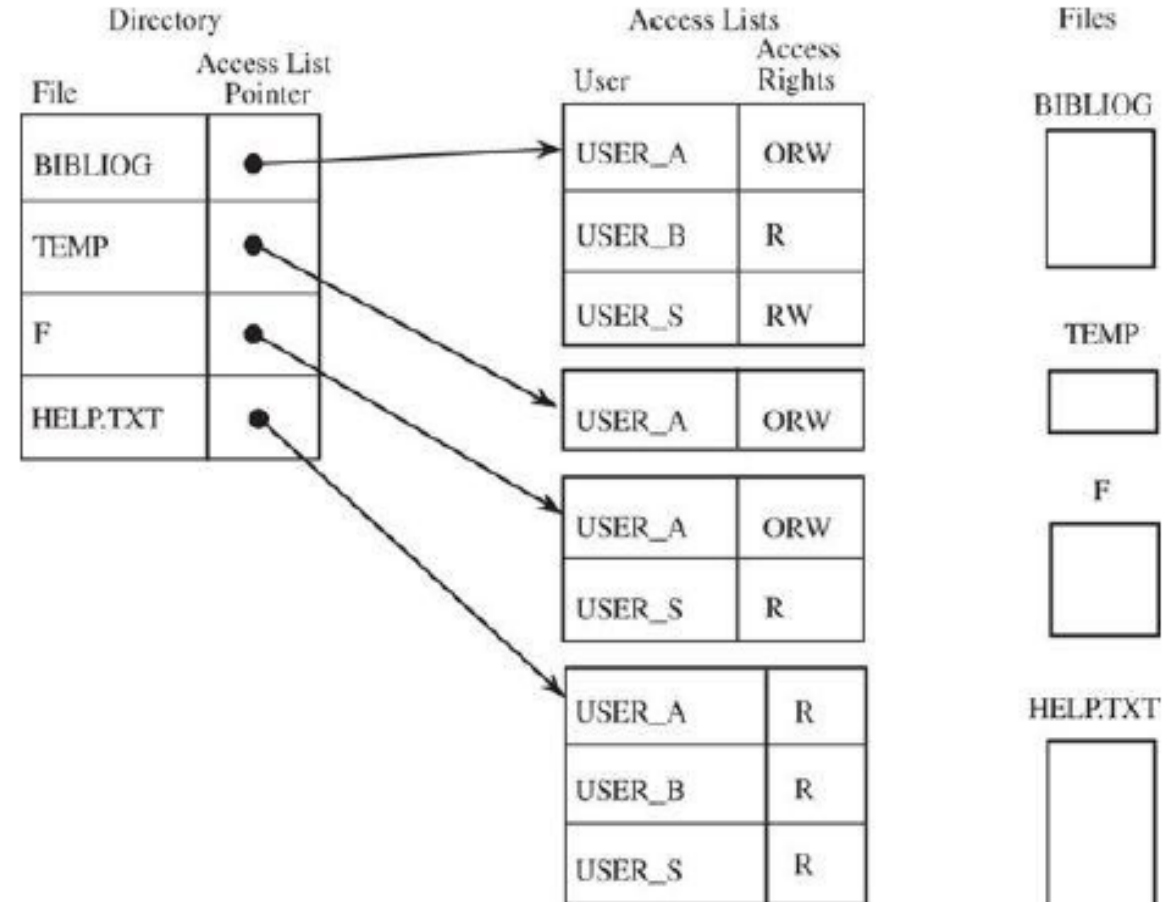 Directory
File
Access List
Pointer
BIBLIOG
TEMP
F
HELP.TXT
Access Lists
User
Access
Rights
USER_A ORW
USER_B R
USER_S RW
USER_A ORW
USER_A ORW
USER_S R
USER_A R
USER_B R
USER_S R
Files
BIBLIOG
TEMP
F
HELP.TXT